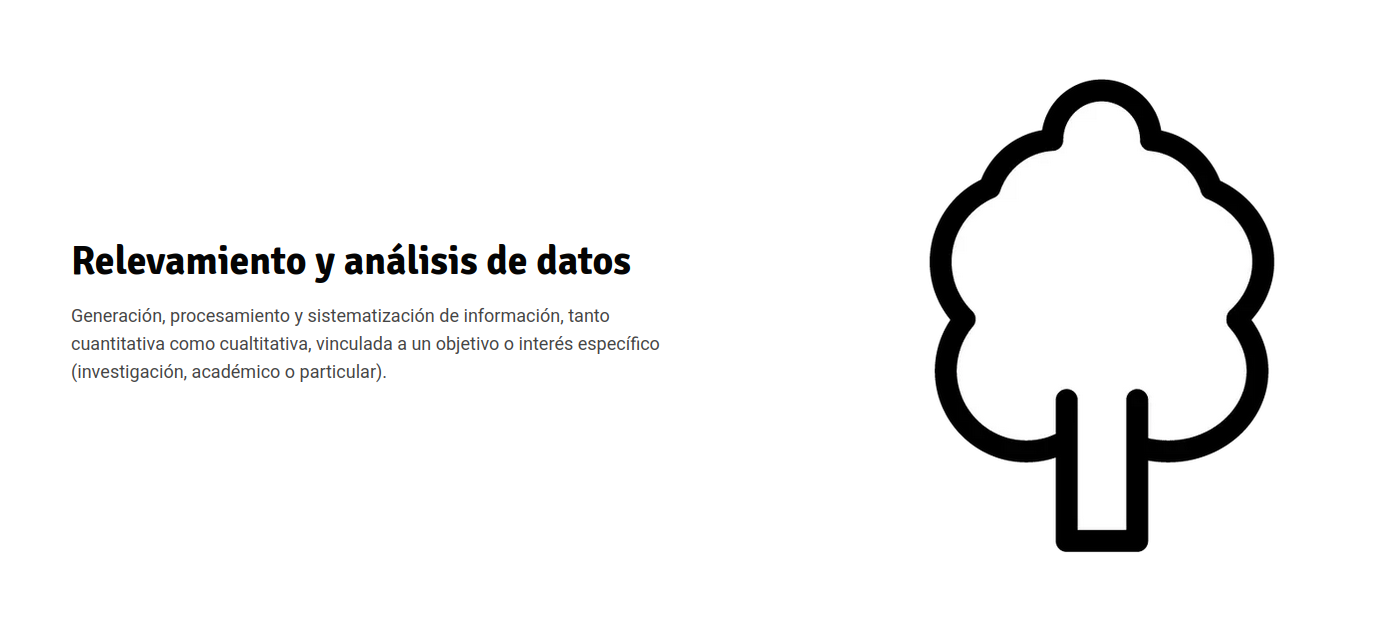 Relevamiento y análisis de datos
Generación, procesamiento y sistematización de información, tanto
cuantitativa como cualtitativa, vinculada a un objetivo o interés específico
(investigación, académico o particular).